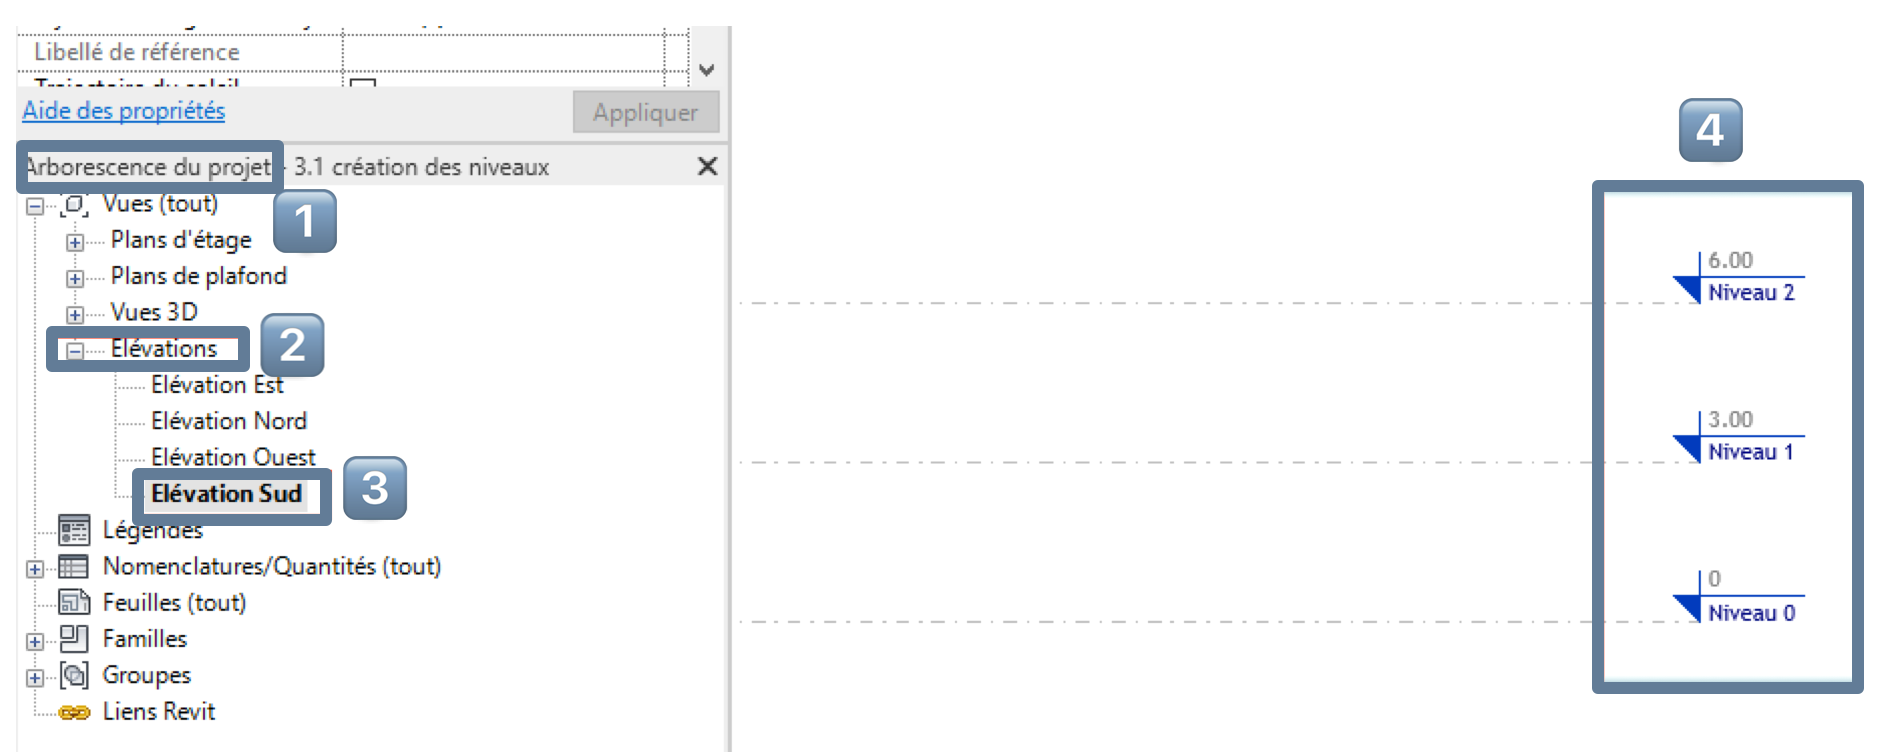 Libellé de référence
Trajectoire du soleil
Aide des propriétés
Appliquer
Arborescence du projet - 3.1 création des niveaux
Vues (tout)
1
Plans d'étage
Plans de plafond
Vues 3D
Elévations
2
Elévation Est
Elévation Nord
Elévation Ouest
Elévation Sud
3
Légendes
Nomenclatures/Quantités (tout)
Feuilles (tout)
Familles
Groupes
Liens Revit
4
6.00
Niveau 2
3.00
Niveau 1
0
Niveau 0